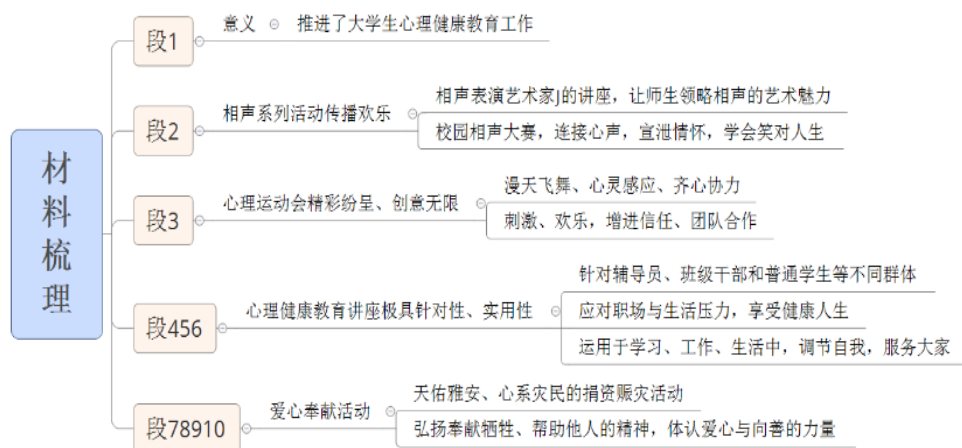 材料梳理
段1
意义
推进了大学生心理健康教育工作
段2
相声系列活动传播欢乐
相声表演艺术家J的讲座，让师生领略相声的艺术魅力
校园相声大赛，连接心声，宣泄情怀，学会笑对人生
段3
心理运动会精彩纷呈、创意无限
漫天飞舞、心灵感应、齐心协力
刺激、欢乐，增进信任、团队合作
段456
心理健康教育讲座极具针对性、实用性
针对辅导员、班级干部和普通学生等不同群体
应对职场与生活压力，享受健康人生
运用于学习、工作、生活中，调节自我，服务大家
段78910
爱心奉献活动
天佑雅安、心系灾民的捐资赈灾活动
弘扬奉献牺牲、帮助他人的精神，体认爱心与向善的力量